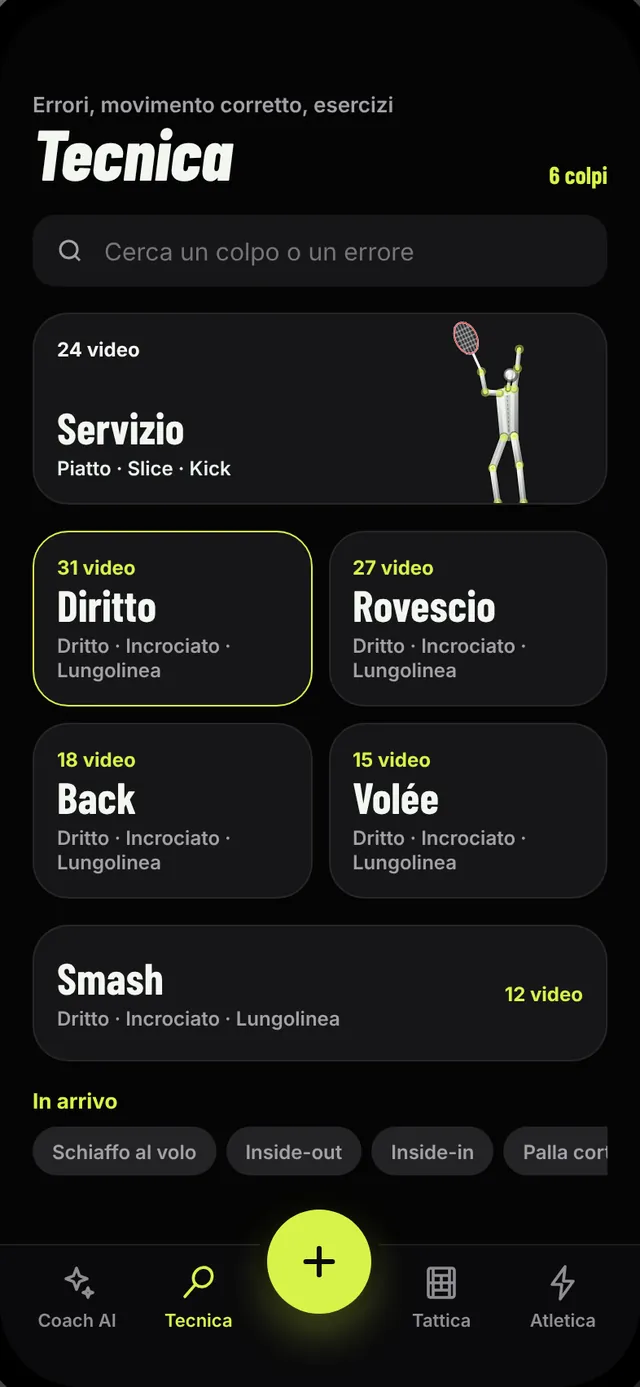 Errori, movimento corretto, esercizi
Tecnica
6 colpi
Cerca un colpo o un errore
24 video
Servizio
Piatto · Slice · Kick
31 video
Diritto
Dritto · Incrociato ·
Lungolinea
27 video
Rovescio
Dritto · Incrociato ·
Lungolinea
18 video
Back
Dritto · Incrociato ·
Lungolinea
15 video
Volée
Dritto · Incrociato ·
Lungolinea
Smash
12 video
Dritto · Incrociato · Lungolinea
In arrivo
Schiaffo al volo
Inside-out
Inside-in
Palla
Coach AI
Tecnica
Tattica
Atletica